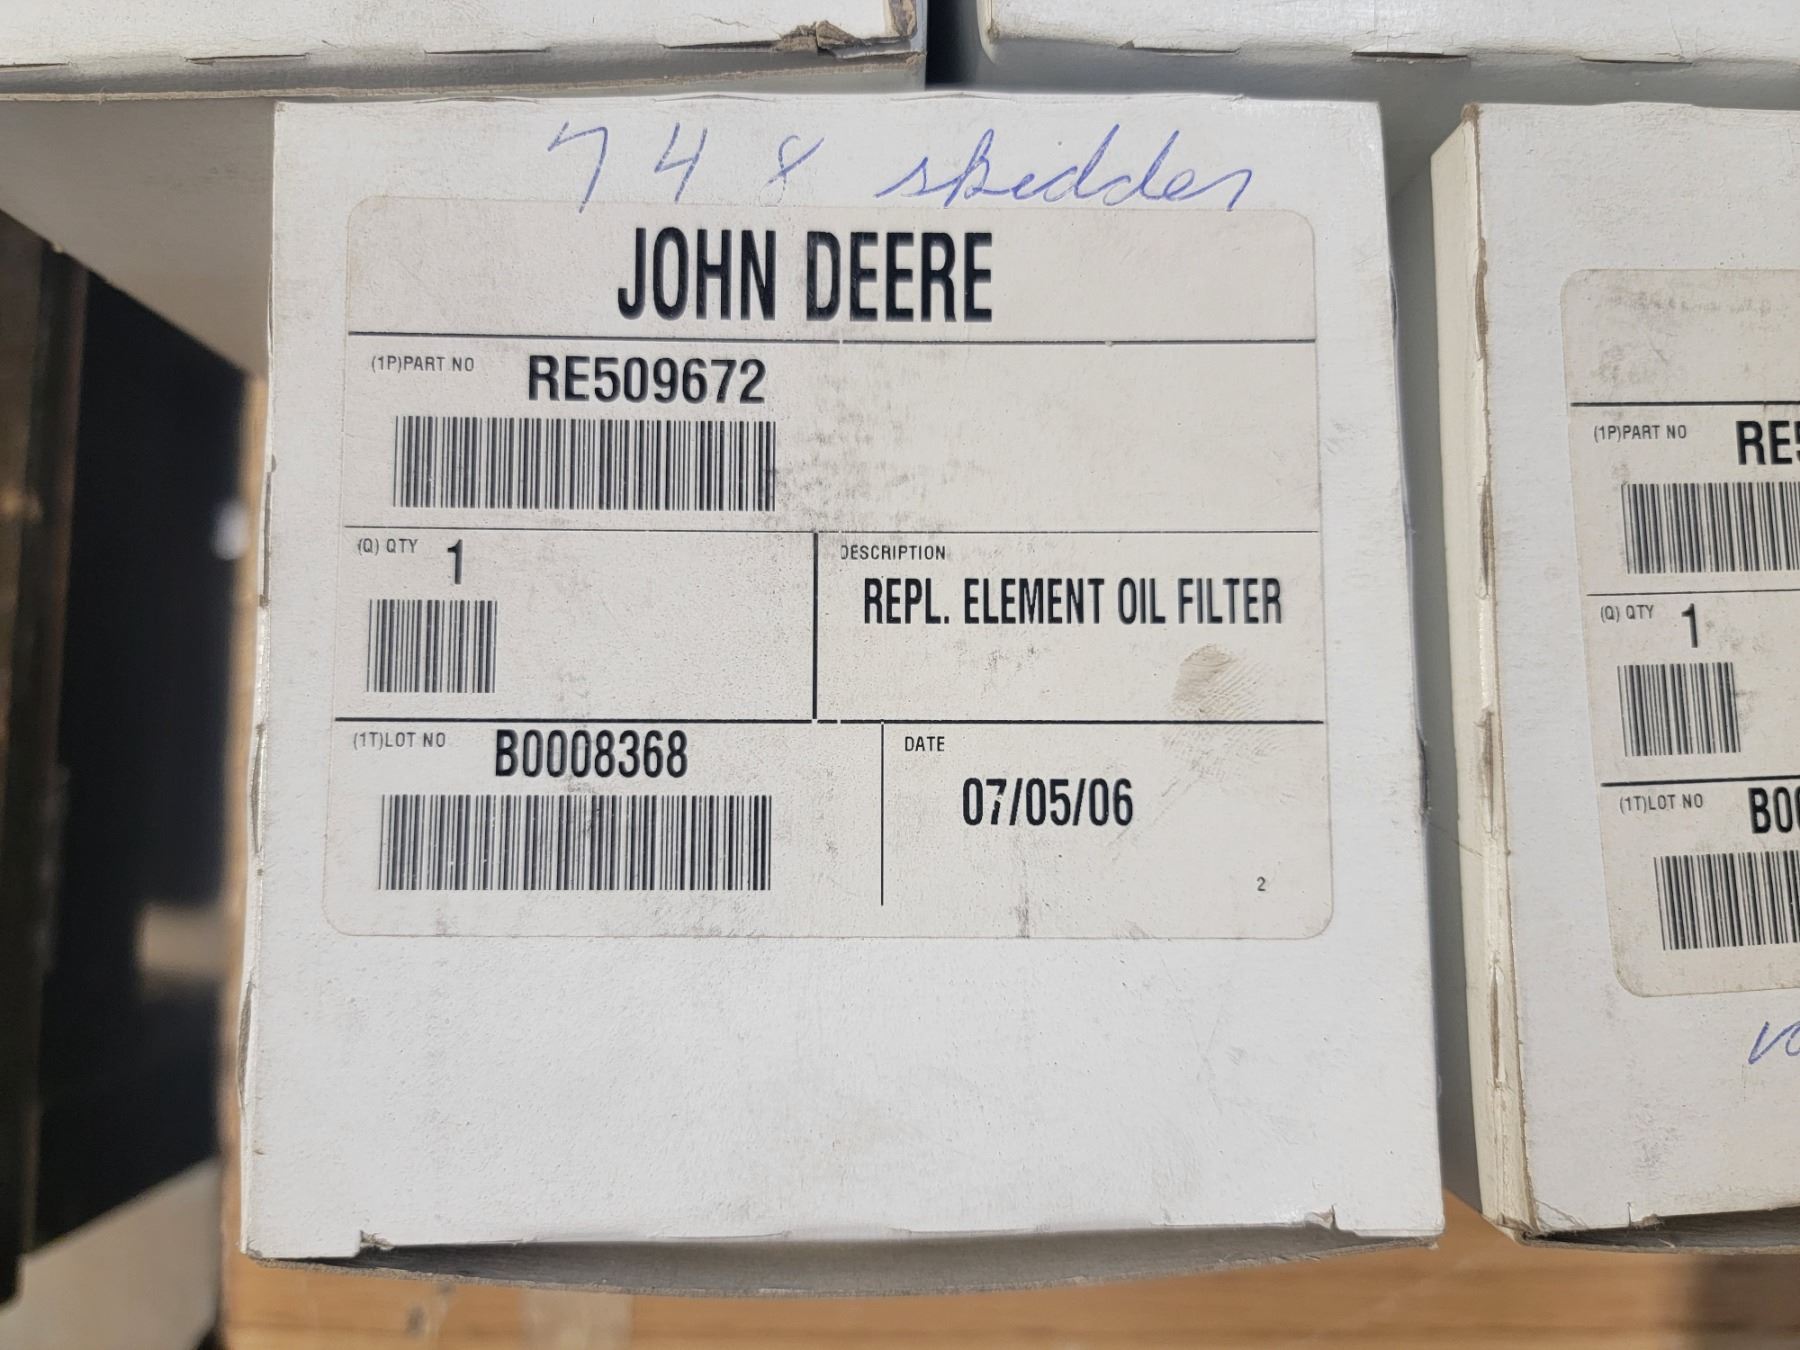 748 skidder
JOHN DEERE
(1P)PART NO RE509672
(Q) QTY 1
DESCRIPTION
REPL. ELEMENT OIL FILTER
(1T)LOT NO B0008368
DATE
07/05/06
2
(1P)PART NO RE5
(Q) QTY 1
(1T)LOT NO B00